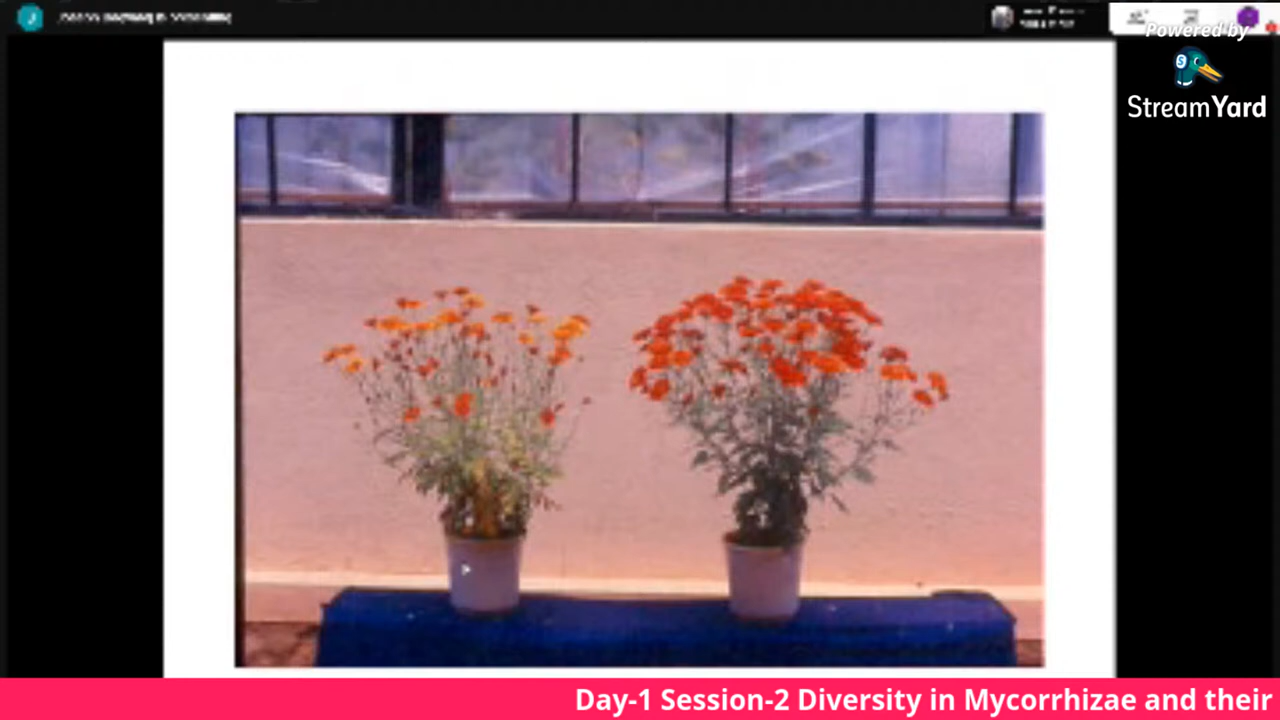 Powered by
StreamYard
Day-1 Session-2 Diversity in Mycorrhizae and their